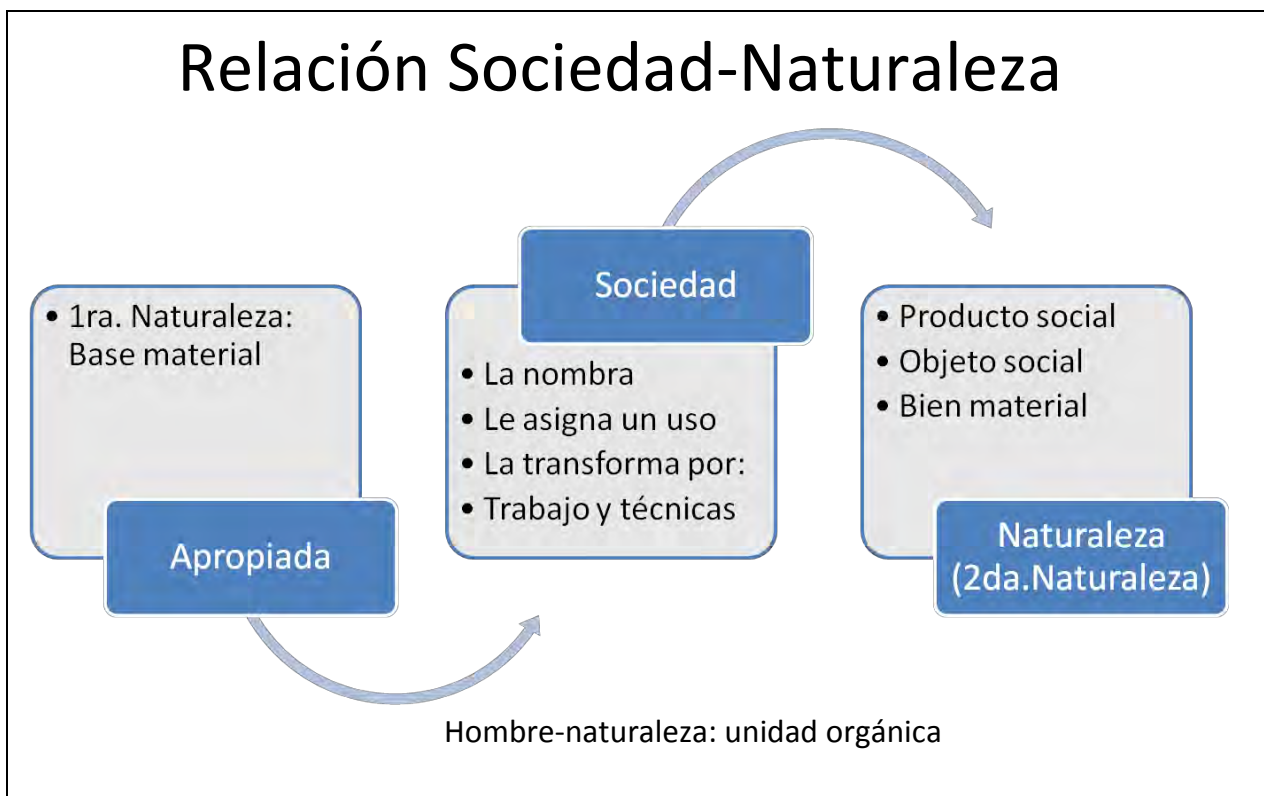 Relación Sociedad-Naturaleza
• 1ra. Naturaleza:
Base material
Apropiada
Sociedad
• La nombra
• Le asigna un uso
• La transforma por:
• Trabajo y técnicas
• Producto social
• Objeto social
• Bien material
Naturaleza
(2da.Naturaleza)
Hombre-naturaleza: unidad orgánica